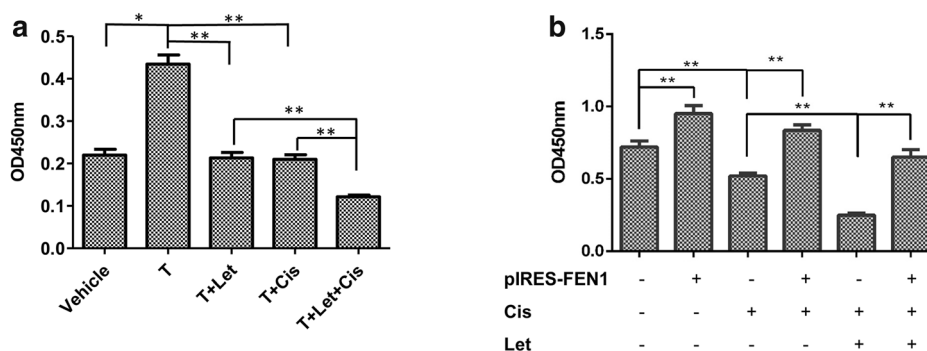 a
* **
**
**
**
OD450nm
0.5
0.4
0.3
0.2
0.1
0.0
Vehicle
T
T+Let
T+Cis
T+Let+Cis
b
** **
**
** **
OD450nm
1.5
1.0
0.5
0.0
pIRES-FEN1 - + - + - +
Cis - - + + + +
Let - - - - + +